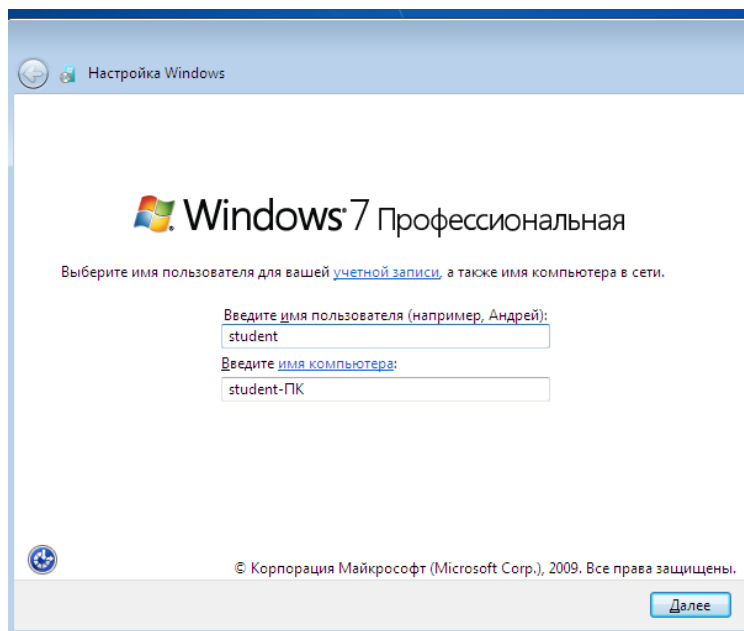 Настройка Windows
Windows 7 Профессиональная
Выберите имя пользователя для вашей учетной записи, а также имя компьютера в сети.
Введите имя пользователя (например, Андрей):
student
Введите имя компьютера:
student-ПК
© Корпорация Майкрософт (Microsoft Corp.), 2009. Все права защищены.
Далее